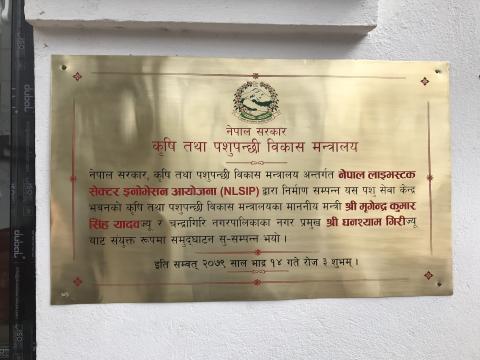 नेपाल सरकार
कृषि तथा पशुपन्छी विकास मन्त्रालय
नेपाल सरकार, कृषि तथा पशुपन्छी विकास मन्त्रालय अन्तर्गत नेपाल लाइभस्टक
सेक्टर इनोभेसन आयोजना (NLSIP) द्वारा निर्माण सम्पन्न यस पशु सेवा केन्द्र
भवनको कृषि तथा पशुपन्छी विकास मन्त्रालयका माननीय मन्त्री श्री मृगेन्द्र कुमार
सिंह यादवज्यू र चन्द्रागिरि नगरपालिकाका नगर प्रमुख श्री घनश्याम गिरीज्यू
बाट संयुक्त रूपमा समुद्घाटन सु-सम्पन्न भयो ।
इति सम्वत् २०७९ साल भाद्र १४ गते रोज ३ शुभम् ।
dubal